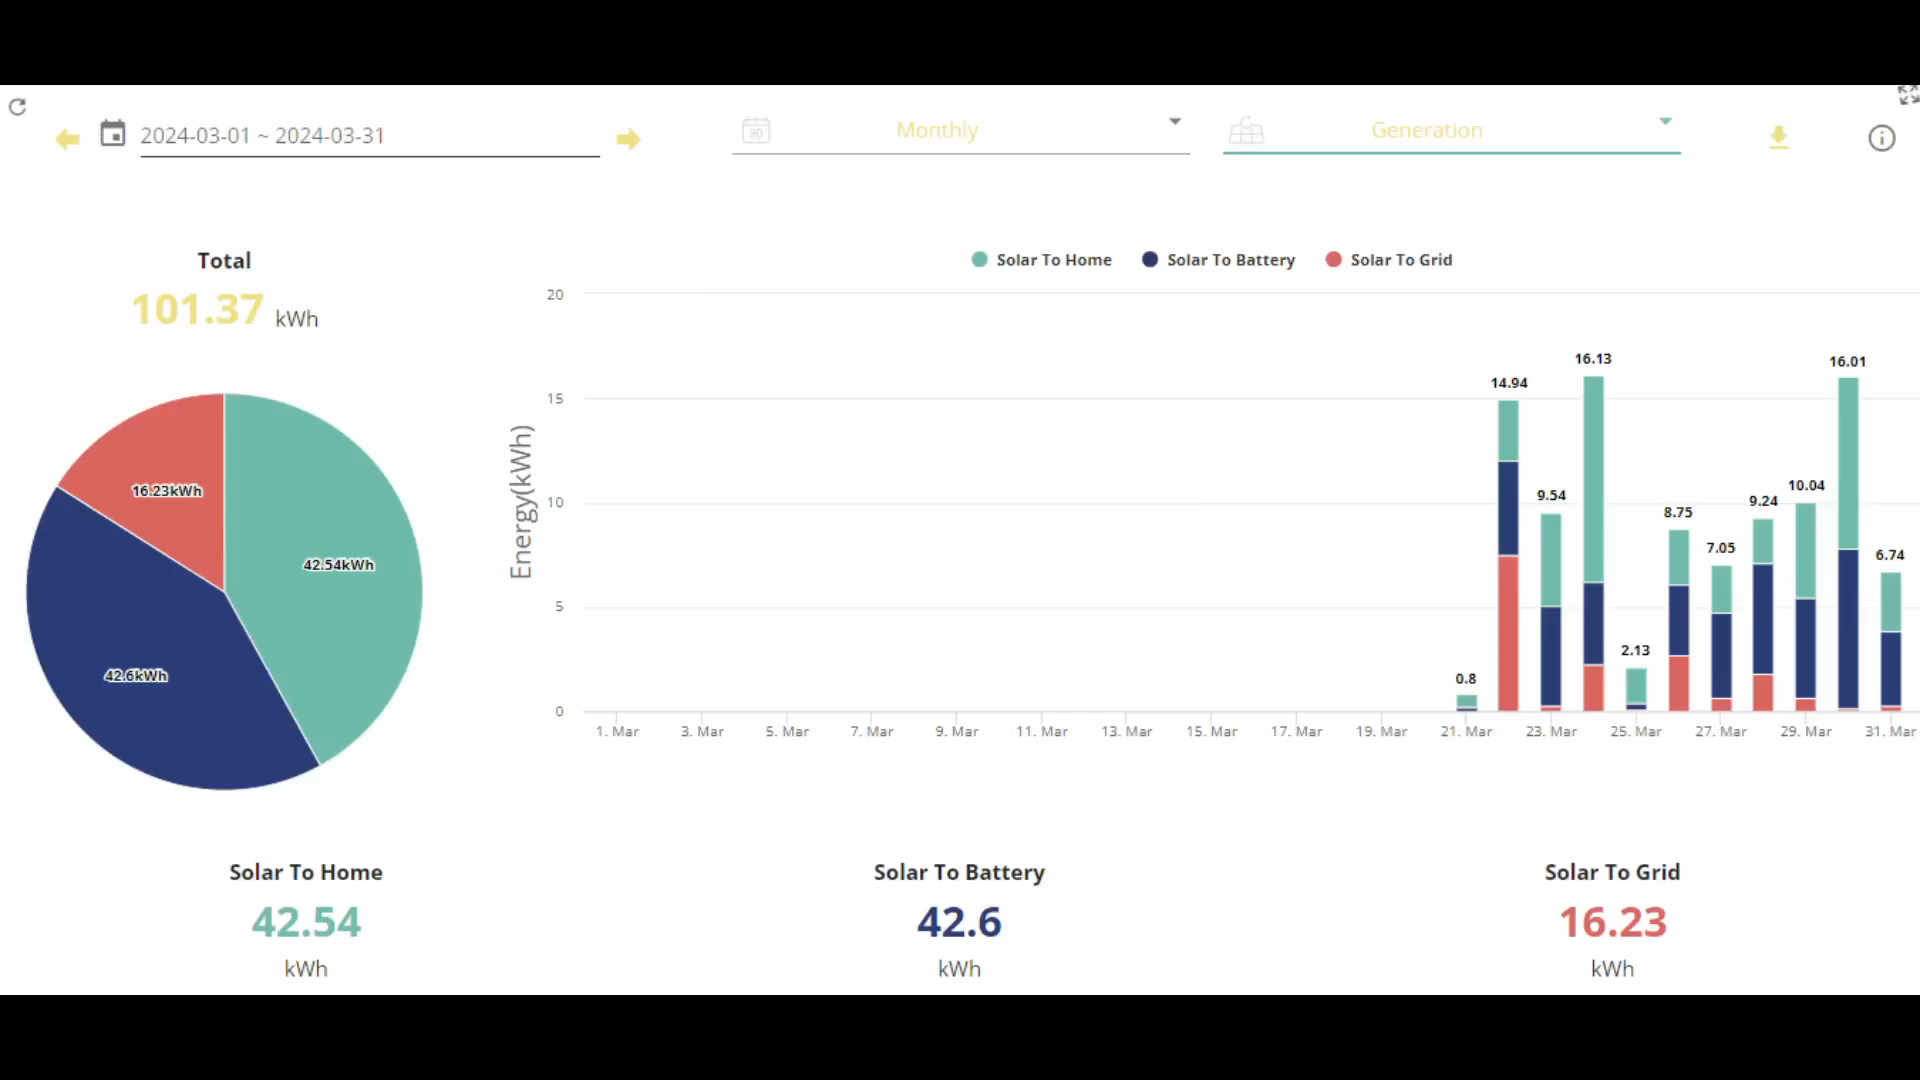 2024-03-01 ~ 2024-03-31
30
Monthly
Generation
Total
101.37 kWh
Solar To Home
Solar To Battery
Solar To Grid
16.23kWh
42.54kWh
42.6kWh
Energy(kWh)
20
15
10
5
0
0.8
14.94
9.54
16.13
2.13
8.75
7.05
9.24
10.04
16.01
6.74
1. Mar
3. Mar
5. Mar
7. Mar
9. Mar
11. Mar
13. Mar
15. Mar
17. Mar
19. Mar
21. Mar
23. Mar
25. Mar
27. Mar
29. Mar
31. Mar
Solar To Home
42.54
kWh
Solar To Battery
42.6
kWh
Solar To Grid
16.23
kWh